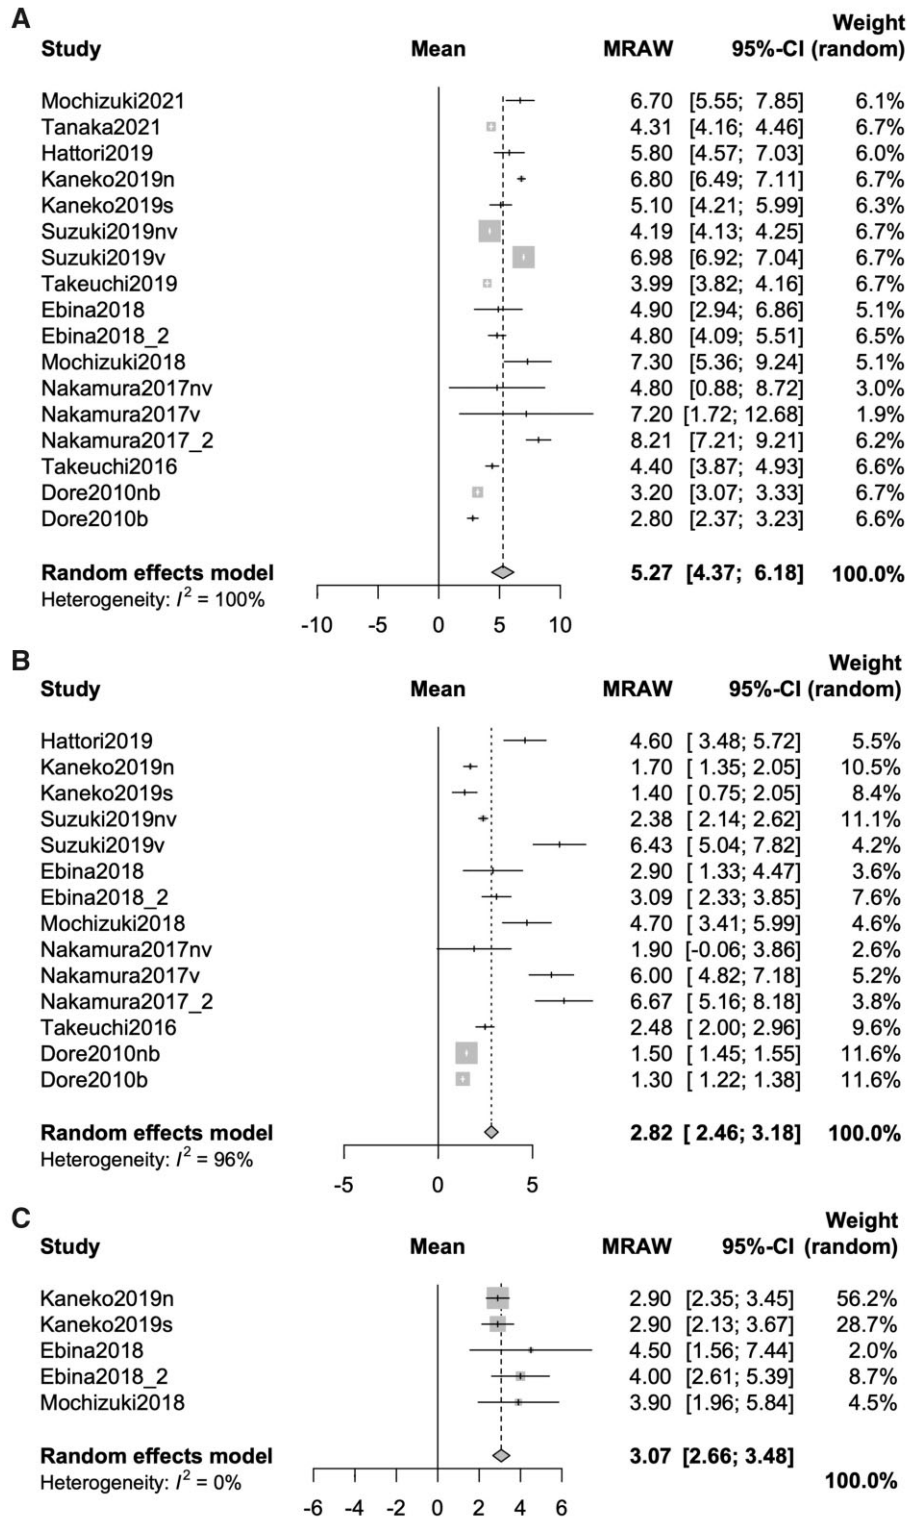 A
Weight
Study Mean MRAW 95%-CI (random)
Mochizuki2021 6.70 [5.55; 7.85] 6.1%
Tanaka2021 4.31 [4.16; 4.46] 6.7%
Hattori2019 5.80 [4.57; 7.03] 6.0%
Kaneko2019n 6.80 [6.49; 7.11] 6.7%
Kaneko2019s 5.10 [4.21; 5.99] 6.3%
Suzuki2019nv 4.19 [4.13; 4.25] 6.7%
Suzuki2019v 6.98 [6.92; 7.04] 6.7%
Takeuchi2019 3.99 [3.82; 4.16] 6.7%
Ebina2018 4.90 [2.94; 6.86] 5.1%
Ebina2018_2 4.80 [4.09; 5.51] 6.5%
Mochizuki2018 7.30 [5.36; 9.24] 5.1%
Nakamura2017nv 4.80 [0.88; 8.72] 3.0%
Nakamura2017v 7.20 [1.72; 12.68] 1.9%
Nakamura2017_2 8.21 [7.21; 9.21] 6.2%
Takeuchi2016 4.40 [3.87; 4.93] 6.6%
Dore2010nb 3.20 [3.07; 3.33] 6.7%
Dore2010b 2.80 [2.37; 3.23] 6.6%
Random effects model 5.27 [4.37; 6.18] 100.0%
Heterogeneity: I² = 100%
-10 -5 0 5 10
B
Weight
Study Mean MRAW 95%-CI (random)
Hattori2019 4.60 [ 3.48; 5.72] 5.5%
Kaneko2019n 1.70 [ 1.35; 2.05] 10.5%
Kaneko2019s 1.40 [ 0.75; 2.05] 8.4%
Suzuki2019nv 2.38 [ 2.14; 2.62] 11.1%
Suzuki2019v 6.43 [ 5.04; 7.82] 4.2%
Ebina2018 2.90 [ 1.33; 4.47] 3.6%
Ebina2018_2 3.09 [ 2.33; 3.85] 7.6%
Mochizuki2018 4.70 [ 3.41; 5.99] 4.6%
Nakamura2017nv 1.90 [-0.06; 3.86] 2.6%
Nakamura2017v 6.00 [ 4.82; 7.18] 5.2%
Nakamura2017_2 6.67 [ 5.16; 8.18] 3.8%
Takeuchi2016 2.48 [ 2.00; 2.96] 9.6%
Dore2010nb 1.50 [ 1.45; 1.55] 11.6%
Dore2010b 1.30 [ 1.22; 1.38] 11.6%
Random effects model 2.82 [ 2.46; 3.18] 100.0%
Heterogeneity: I² = 96%
-5 0 5
C
Weight
Study Mean MRAW 95%-CI (random)
Kaneko2019n 2.90 [2.35; 3.45] 56.2%
Kaneko2019s 2.90 [2.13; 3.67] 28.7%
Ebina2018 4.50 [1.56; 7.44] 2.0%
Ebina2018_2 4.00 [2.61; 5.39] 8.7%
Mochizuki2018 3.90 [1.96; 5.84] 4.5%
Random effects model 3.07 [2.66; 3.48]
Heterogeneity: I² = 0% 100.0%
-6 -4 -2 0 2 4 6